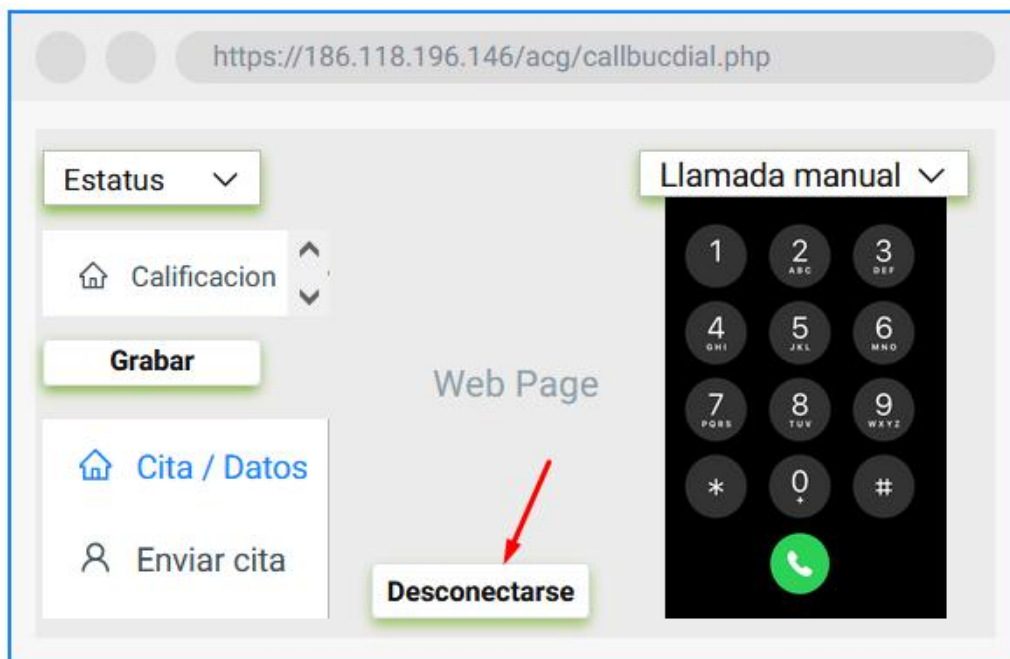 https://186.118.196.146/acg/callbucdial.php
Estatus
Llamada manual
Calificacion
Grabar
Cita / Datos
Enviar cita
Web Page
Desconectarse
1
2
ABC
3
DEF
4
GHI
5
JKL
6
MNO
7
PQRS
8
TUV
9
WXYZ
*
0
+
#